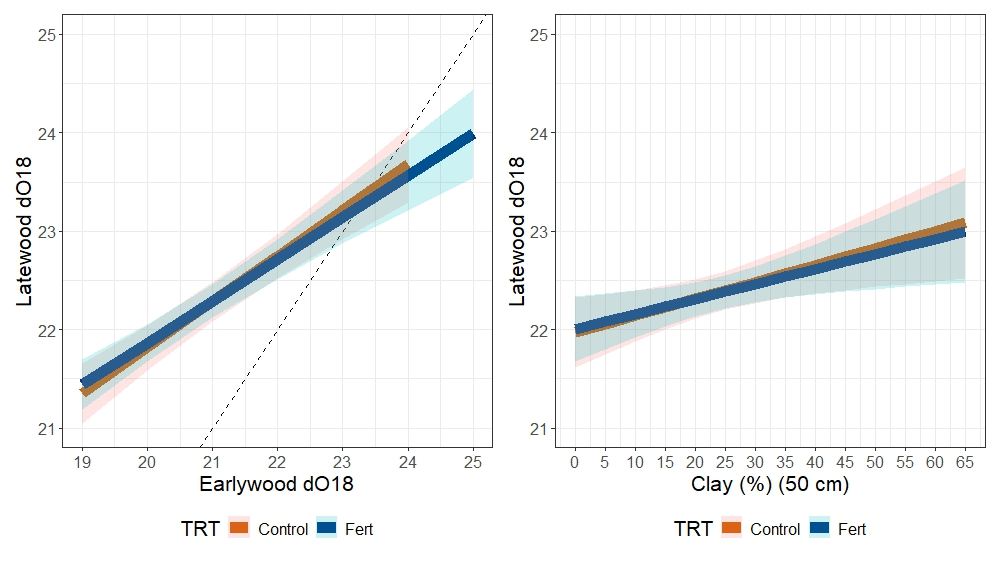 25
24
23
22
21
Latewood dO18
19 20 21 22 23 24 25
Earlywood dO18
TRT Control Fert
25
24
23
22
21
Latewood dO18
0 5 10 15 20 25 30 35 40 45 50 55 60 65
Clay (%) (50 cm)
TRT Control Fert